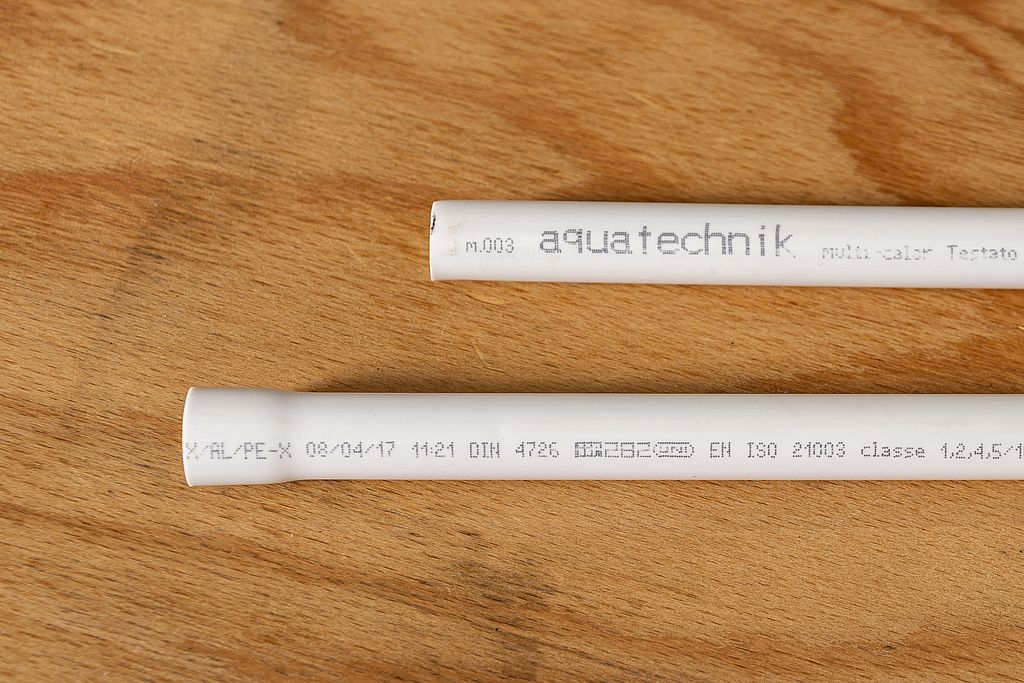 m.003 aquatechnik multi-calor Testato
X/AL/PE-X 08/04/17 11:21 DIN 4726 EN ISO 21003 classe 1,2,4,5/1